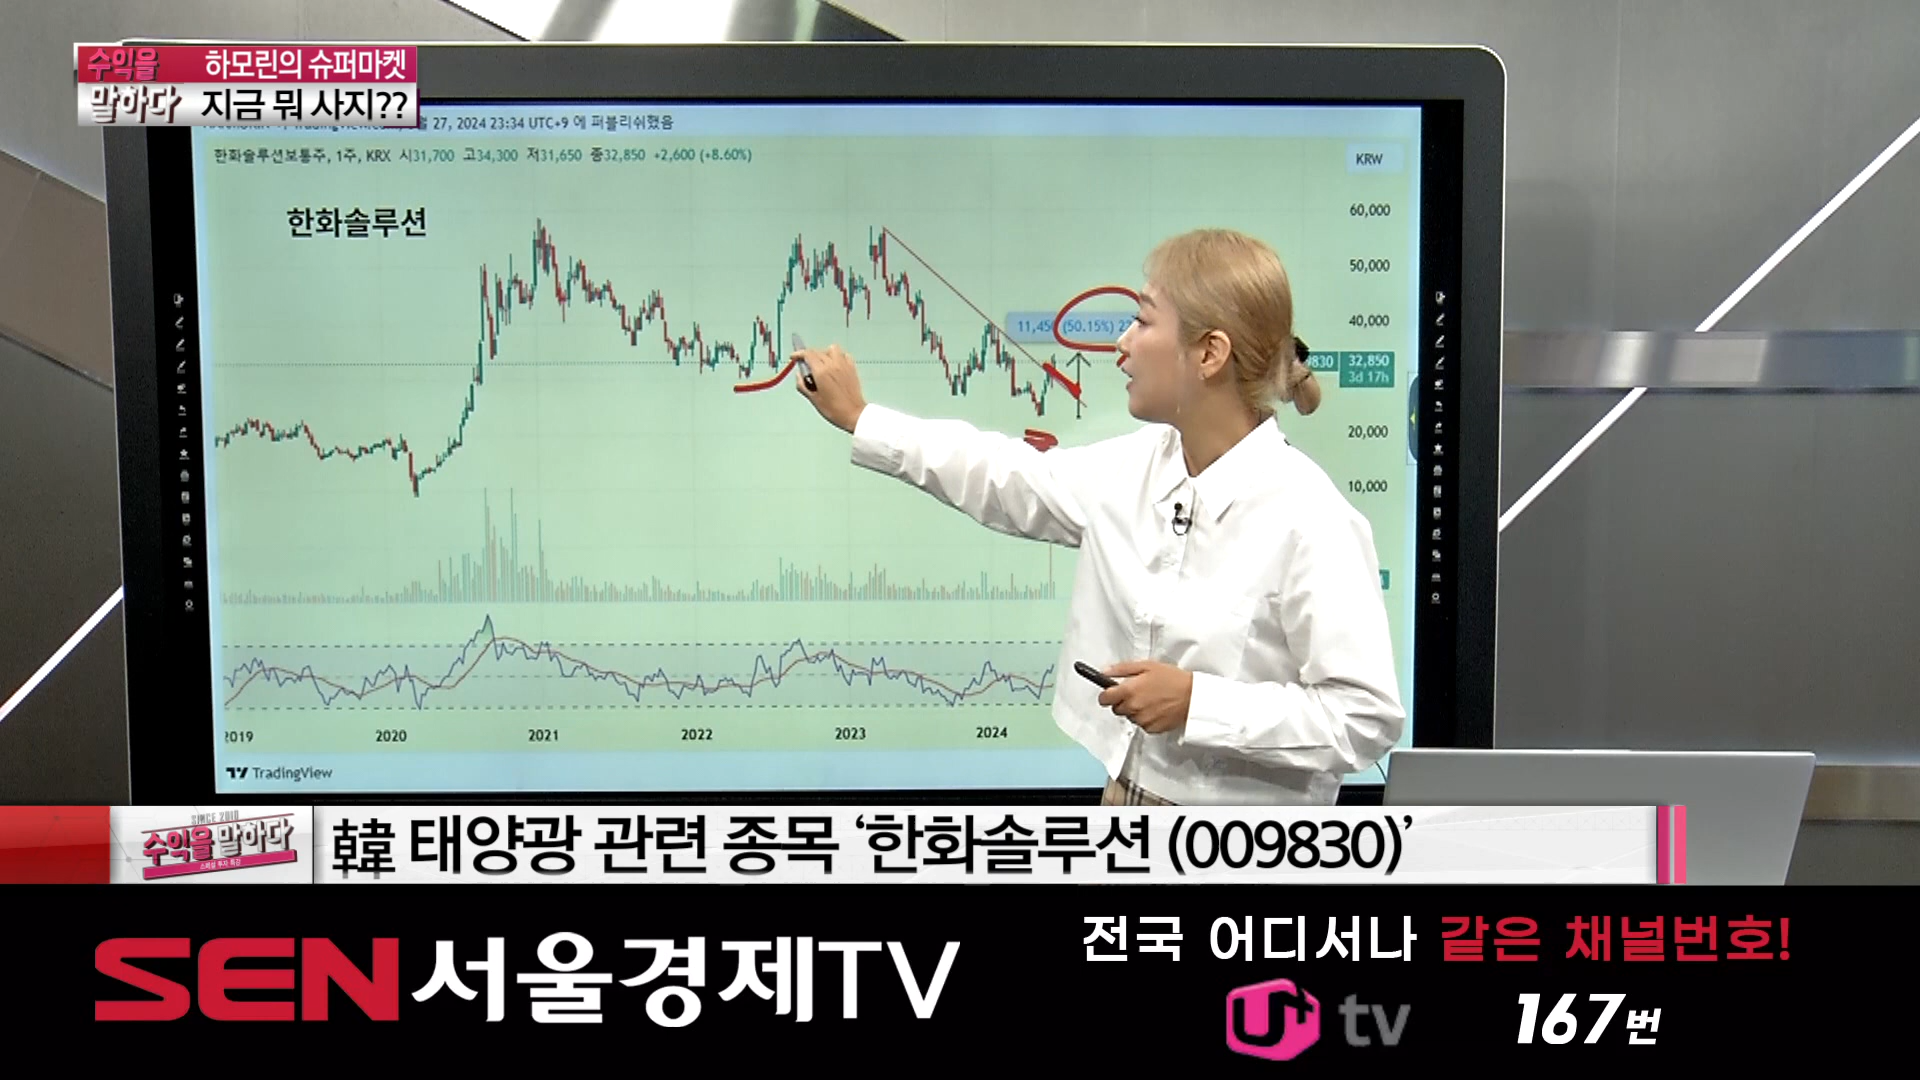 수익을
말하다
하모린의 슈퍼마켓
지금 뭐 사지??
27, 2024 23:34 UTC+9 에 퍼블리쉬했음
한화솔루션보통주, 1주, KRX 시31,700 고34,300 저31,650 종32,850 +2,600 (+8.60%)
KRW
한화솔루션
60,000
50,000
40,000
11,45 (50.15%) 2
9830 32,850
3d 17h
20,000
10,000
2019 2020 2021 2022 2023 2024
TradingView
SINCE 2010
수익을 말하다
韓 태양광 관련 종목 ‘한화솔루션 (009830)’
SEN 서울경제TV
전국 어디서나 같은 채널번호!
U+ tv 167번